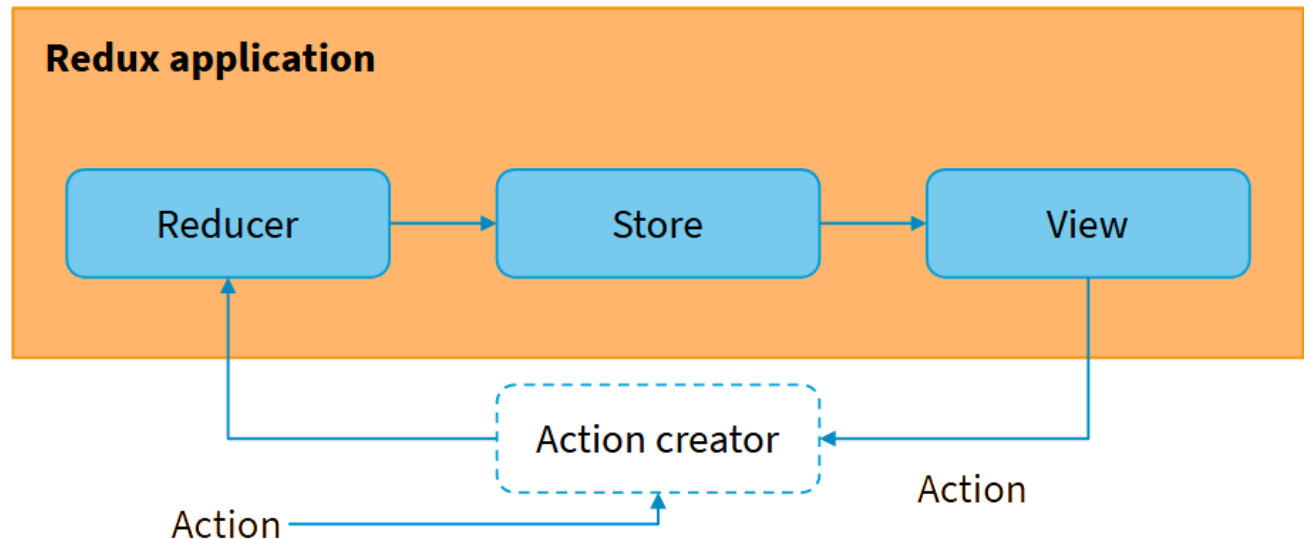 Redux application
Reducer
Store
View
Action creator
Action
Action